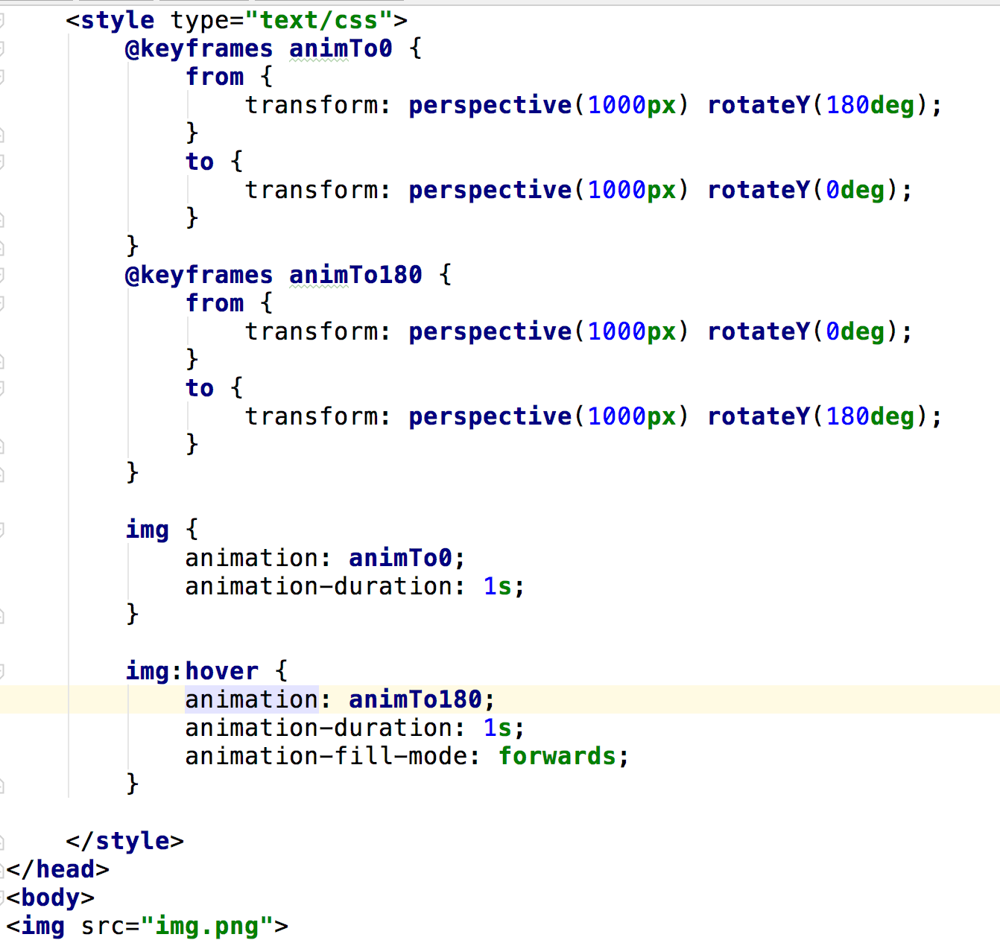 <style type="text/css">
@keyframes animTo0 {
from {
transform: perspective(1000px) rotateY(180deg);
}
to {
transform: perspective(1000px) rotateY(0deg);
}
}
@keyframes animTo180 {
from {
transform: perspective(1000px) rotateY(0deg);
}
to {
transform: perspective(1000px) rotateY(180deg);
}
}
img {
animation: animTo0;
animation-duration: 1s;
}
img:hover {
animation: animTo180;
animation-duration: 1s;
animation-fill-mode: forwards;
}
</style>
</head>
<body>
<img src="img.png">